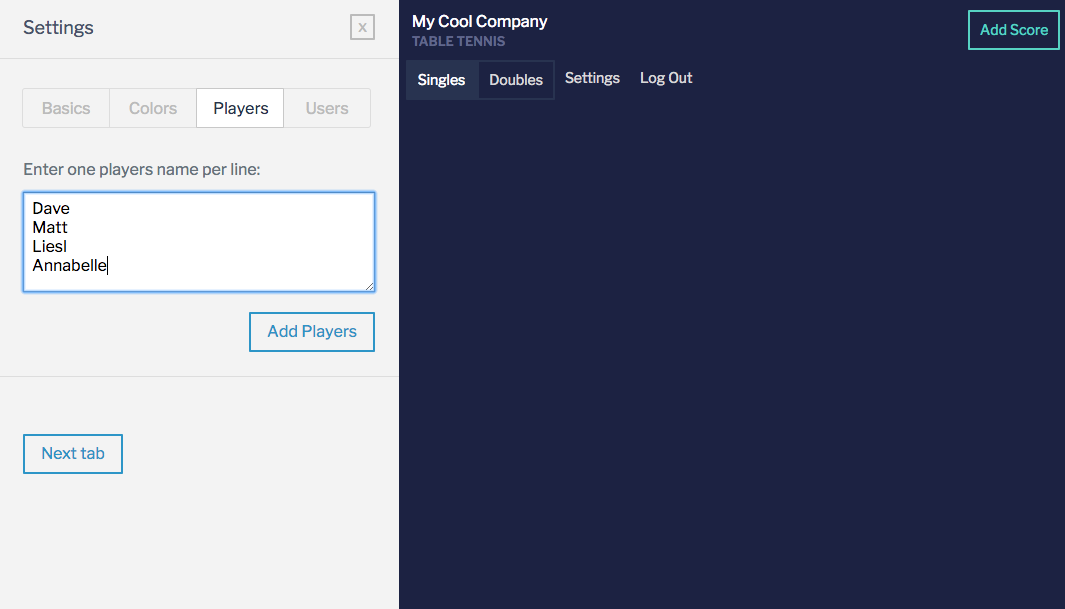 Settings
X
Basics Colors Players Users
Enter one players name per line:
Dave
Matt
Liesl
Annabelle
Add Players
Next tab
My Cool Company
TABLE TENNIS
Add Score
Singles Doubles Settings Log Out